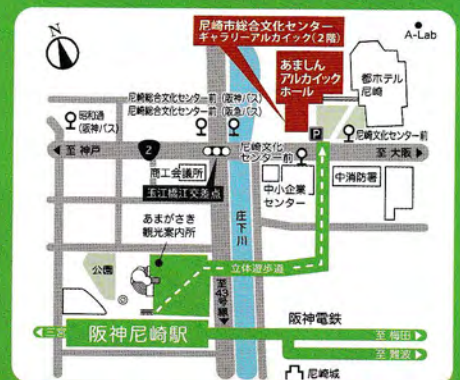 尼崎市総合文化センター
ギャラリーアルカイック(2階)
A-Lab
N
あましん
アルカイック
ホール
都ホテル
尼崎
尼崎総合文化センター前 (阪神バス)
尼崎総合文化センター前 (阪急バス)
昭和通
(阪神バス)
P
尼崎文化センター前
至 神戸
2
尼崎文化
センター前
至 大阪
商工会議所
玉江橋江交差点
中小企業
センター
中消防署
あまがさき
観光案内所
庄下川
公園
立体遊歩道
至43号線
三宮
阪神尼崎駅
阪神電鉄
至 梅田
至 難波
尼崎城